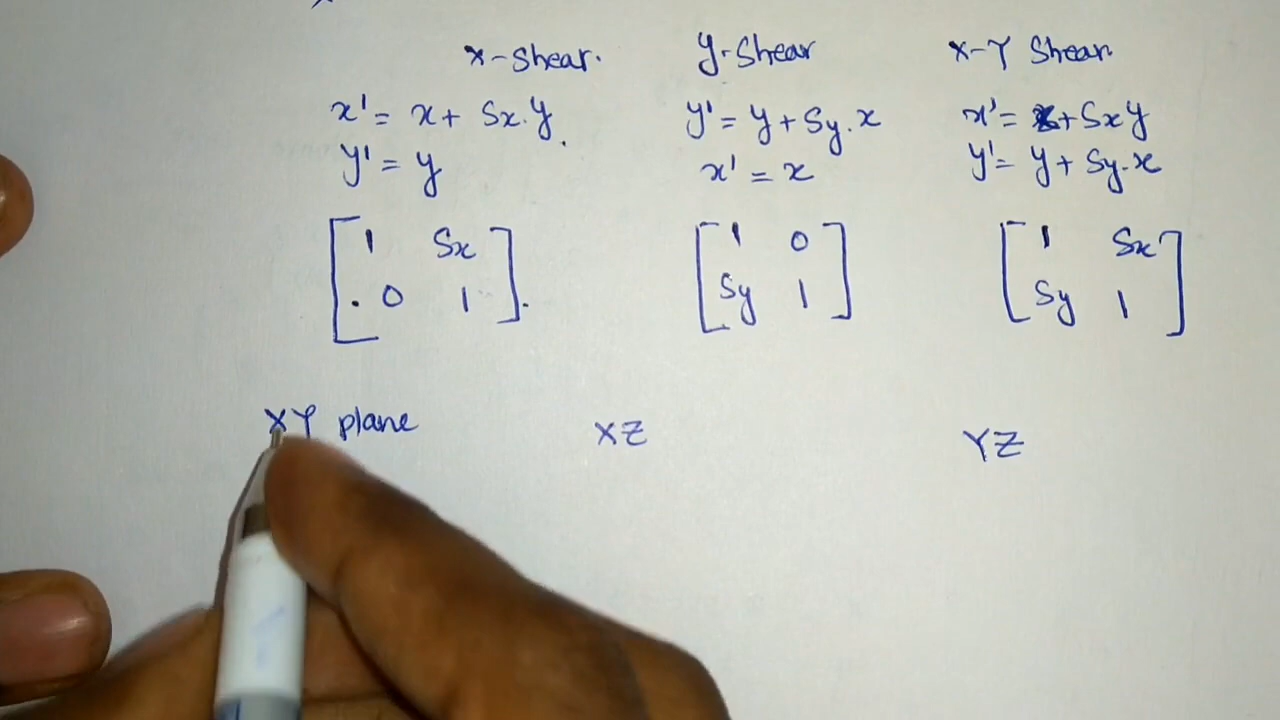 x-Shear. y-Shear X-Y Shear
x' = x + Sx.y y' = y + Sy.x x' = x + Sx y
y' = y x' = x y' = y + Sy.x
[1 Sx [1 0 [1 Sx
0 1]. Sy 1] Sy 1]
XY plane XZ YZ